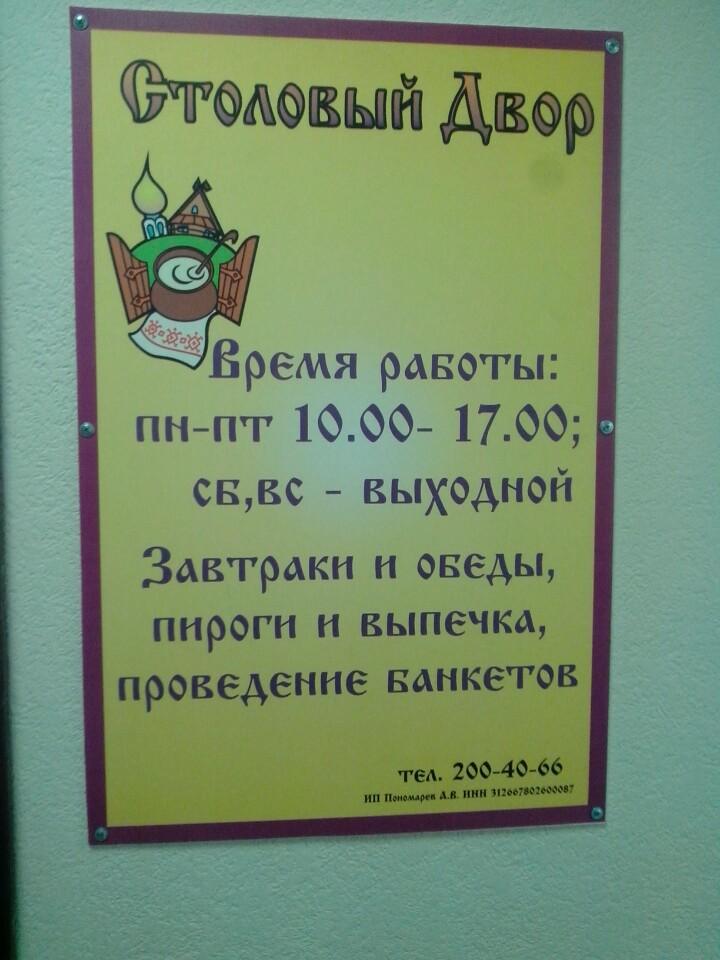 Столовый Двор
Время работы:
пн-пт 10.00- 17.00;
сб,вс - выходной
Завтраки и обеды,
пироги и выпечка,
проведение банкетов
тел. 200-40-66
ИП Пономарев А.В. ИНН 312667802600087